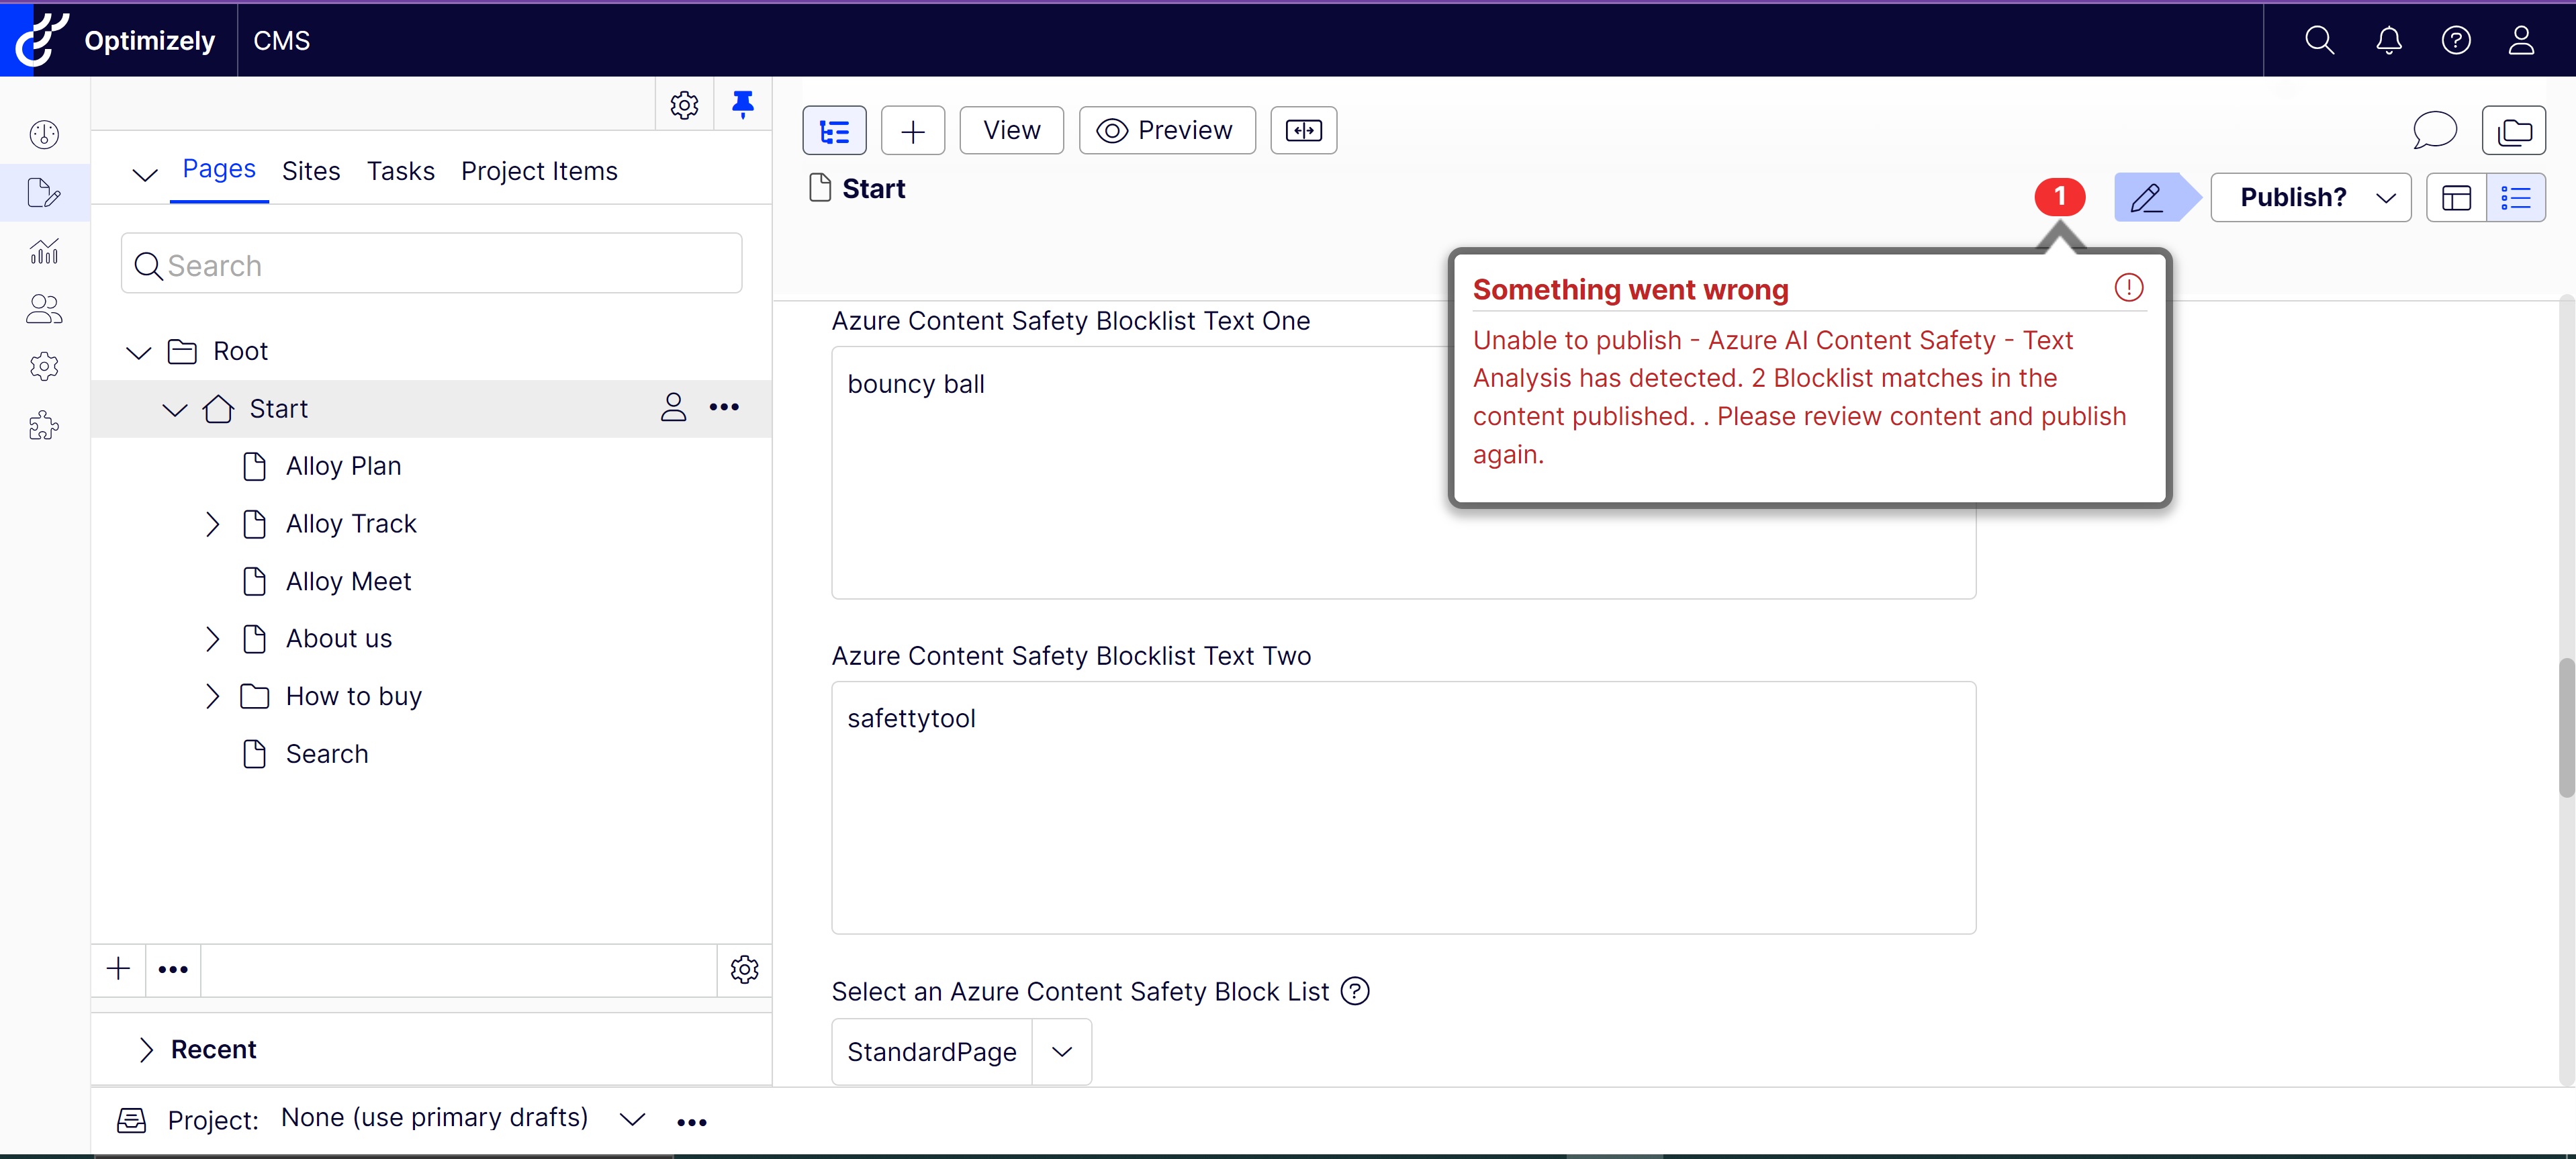 Optimizely
CMS
Pages
Sites
Tasks
Project Items
Search
Root
Start
Alloy Plan
Alloy Track
Alloy Meet
About us
How to buy
Search
Recent
Project:
None (use primary drafts)
View
Preview
Start
1
Publish?
Something went wrong
Unable to publish - Azure AI Content Safety - Text
Analysis has detected. 2 Blocklist matches in the
content published. . Please review content and publish
again.
Azure Content Safety Blocklist Text One
bouncy ball
Azure Content Safety Blocklist Text Two
safettytool
Select an Azure Content Safety Block List
StandardPage